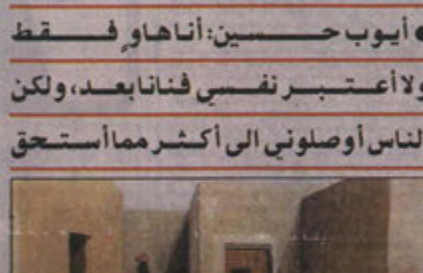 ● أيوب حسين: أنا هاوٍ فقط
ولا أعتبر نفسي فنانا بعد، ولكن
الناس أوصلوني الى أكثر مما أستحق